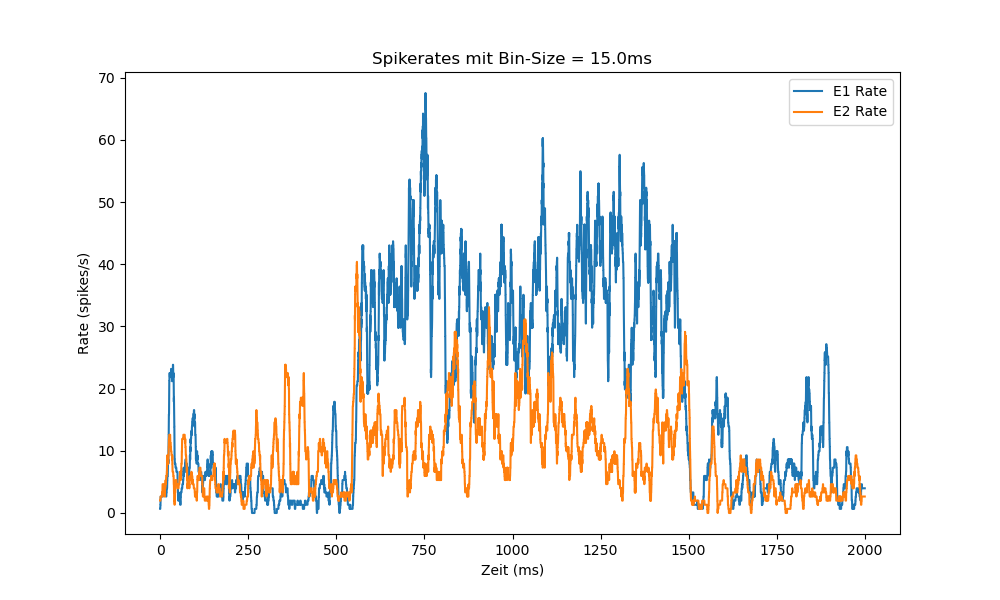 Spikerates mit Bin-Size = 15.0ms
E1 Rate
E2 Rate
Rate (spikes/s)
70
60
50
40
30
20
10
0
0 250 500 750 1000 1250 1500 1750 2000
Zeit (ms)